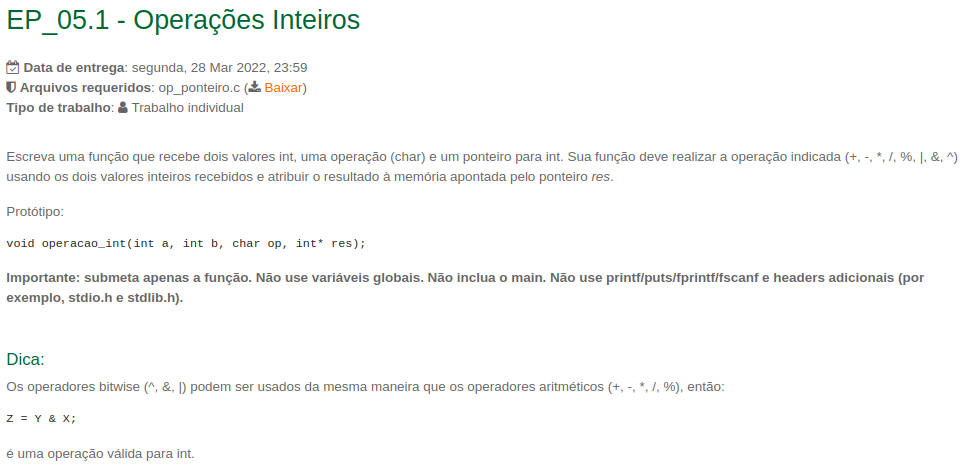 EP_05.1 - Operações Inteiros
Data de entrega: segunda, 28 Mar 2022, 23:59
Arquivos requeridos: op_ponteiro.c (Baixar)
Tipo de trabalho: Trabalho individual
Escreva uma função que recebe dois valores int, uma operação (char) e um ponteiro para int. Sua função deve realizar a operação indicada (+, -, *, /, %, |, &, ^)
usando os dois valores inteiros recebidos e atribuir o resultado à memória apontada pelo ponteiro res.
Protótipo:
void operacao_int(int a, int b, char op, int* res);
Importante: submeta apenas a função. Não use variáveis globais. Não inclua o main. Não use printf/puts/fprintf/fscanf e headers adicionais (por
exemplo, stdio.h e stdlib.h).
Dica:
Os operadores bitwise (^, &, |) podem ser usados da mesma maneira que os operadores aritméticos (+, -, *, /, %), então:
Z = Y & X;
é uma operação válida para int.